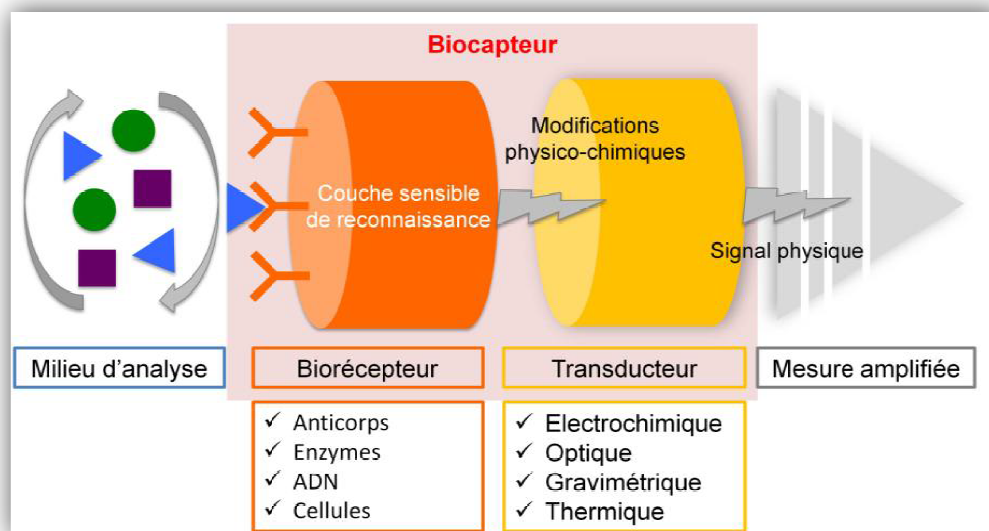 Biocapteur
Modifications
physico-chimiques
Couche sensible
de reconnaissance
Signal physique
Milieu d'analyse
Biorécepteur
Transducteur
Mesure amplifiée
✓ Anticorps
✓ Enzymes
✓ ADN
✓ Cellules
✓ Electrochimique
✓ Optique
✓ Gravimétrique
✓ Thermique